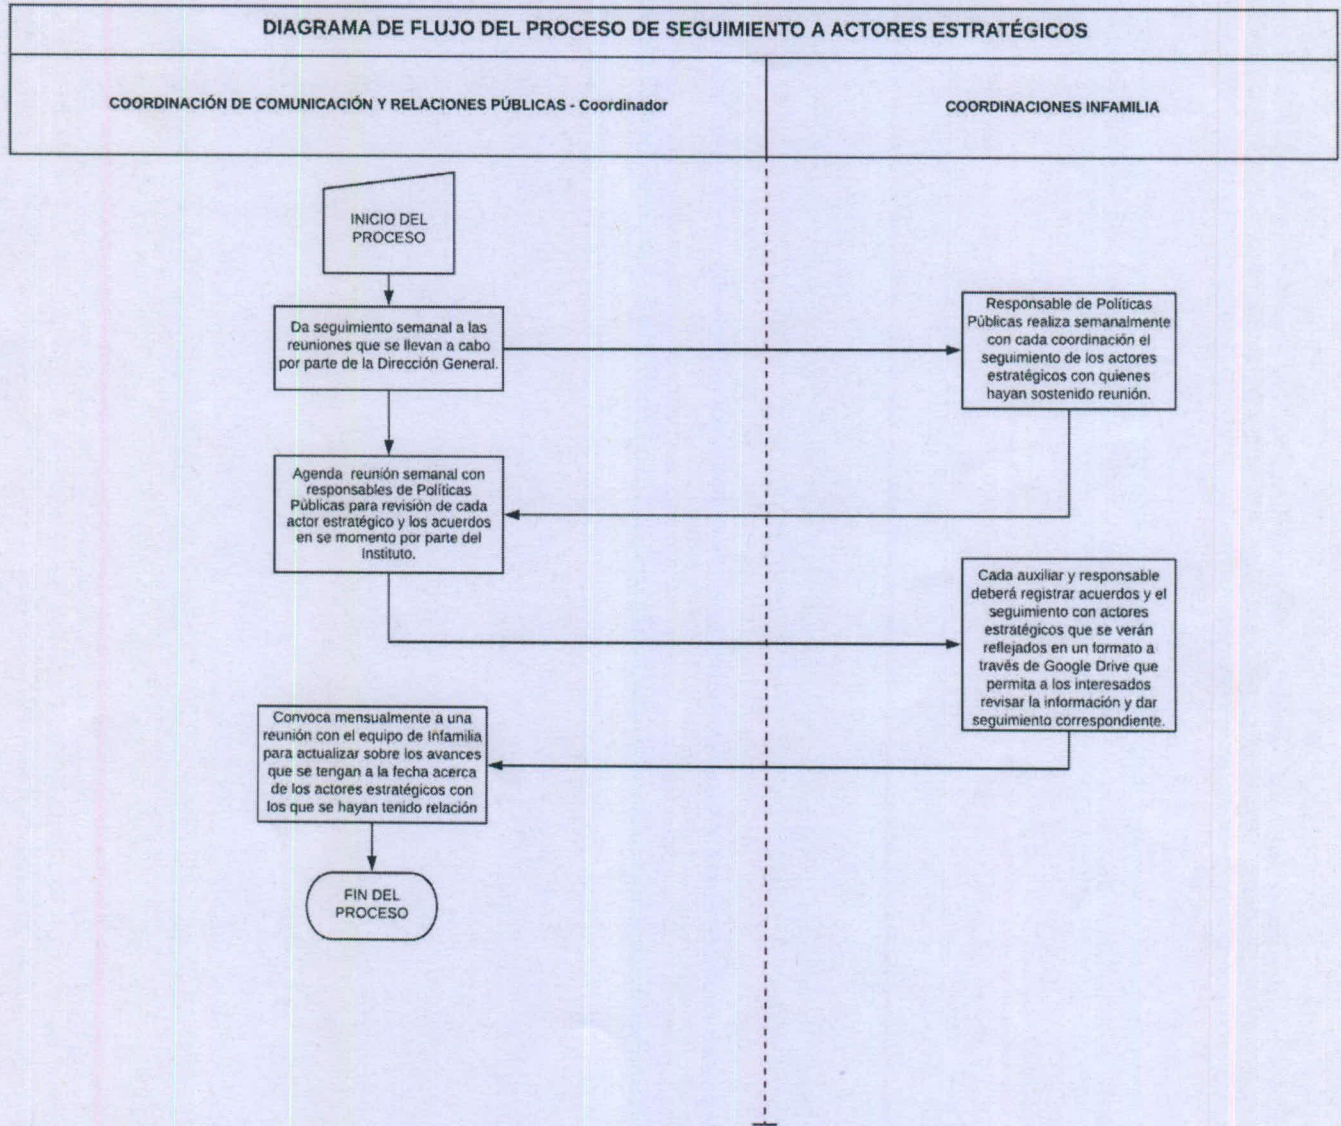 DIAGRAMA DE FLUJO DEL PROCESO DE SEGUIMIENTO A ACTORES ESTRATÉGICOS
COORDINACIÓN DE COMUNICACIÓN Y RELACIONES PÚBLICAS - Coordinador
COORDINACIONES INFAMILIA
INICIO DEL
PROCESO
Da seguimiento semanal a las
reuniones que se llevan a cabo
por parte de la Dirección General.
Responsable de Políticas
Públicas realiza semanalmente
con cada coordinación el
seguimiento de los actores
estratégicos con quienes
hayan sostenido reunión.
Agenda reunión semanal con
responsables de Políticas
Públicas para revisión de cada
actor estratégico y los acuerdos
en se momento por parte del
Instituto.
Cada auxiliar y responsable
deberá registrar acuerdos y el
seguimiento con actores
estratégicos que se verán
reflejados en un formato a
través de Google Drive que
permita a los interesados
revisar la información y dar
seguimiento correspondiente.
Convoca mensualmente a una
reunión con el equipo de Infamilia
para actualizar sobre los avances
que se tengan a la fecha acerca
de los actores estratégicos con
los que se hayan tenido relación
FIN DEL
PROCESO